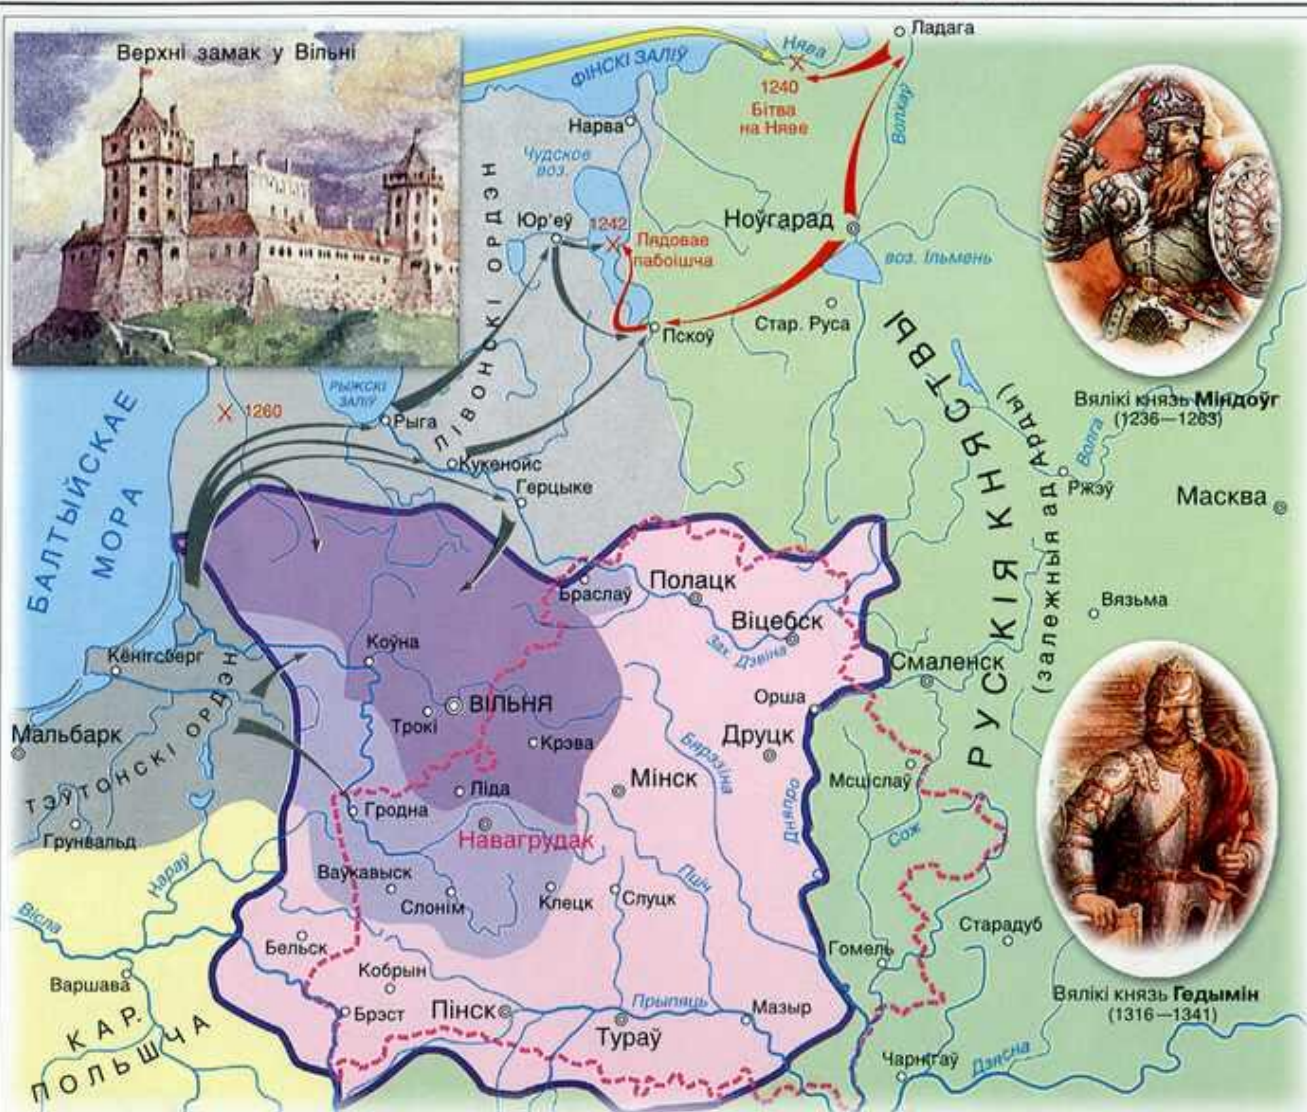 Верхні замак у Вільні
Ладага
Нява
ФІНСКІ ЗАЛІЎ
1240
Бітва
на Няве
Волхаў
Нарва
Чудское
воз.
Юр'еў
1242
Лядовае
пабоішча
Ноўгарад
воз. Ільмень
Стар. Руса
Пскоў
ЛІВОНСКІ ОРДЭН
РЫЖСКІ
ЗАЛІЎ
1260
Рыга
Кукенойс
Герцыке
БАЛТЫЙСКАЕ
МОРА
Вялікі князь Міндоўг
(1236—1263)
РУСКІЯ КНЯСТВЫ
(залежныя ад Арды)
Волга
Ржэў
Масква
Вязьма
Браслаў
Полацк
Віцебск
Зах. Дзвіна
Смаленск
Орша
Друцк
Коўна
ВІЛЬНЯ
Трокі
Крэва
Кёнігсберг
Мальбарк
ТЭЎТОНСКІ ОРДЭН
Грунвальд
Ліда
Гродна
Навагрудак
Мінск
Бярэзіна
Дняпро
Мсціслаў
Сож
Ваўкавыск
Слонім
Клецк
Слуцк
Пціч
Нараў
Вісла
Варшава
КАР.
ПОЛЬШЧА
Бельск
Кобрын
Брэст
Пінск
Прыпяць
Тураў
Мазыр
Гомель
Старадуб
Чарнігаў
Дзясна
Вялікі князь Гедымін
(1316—1341)